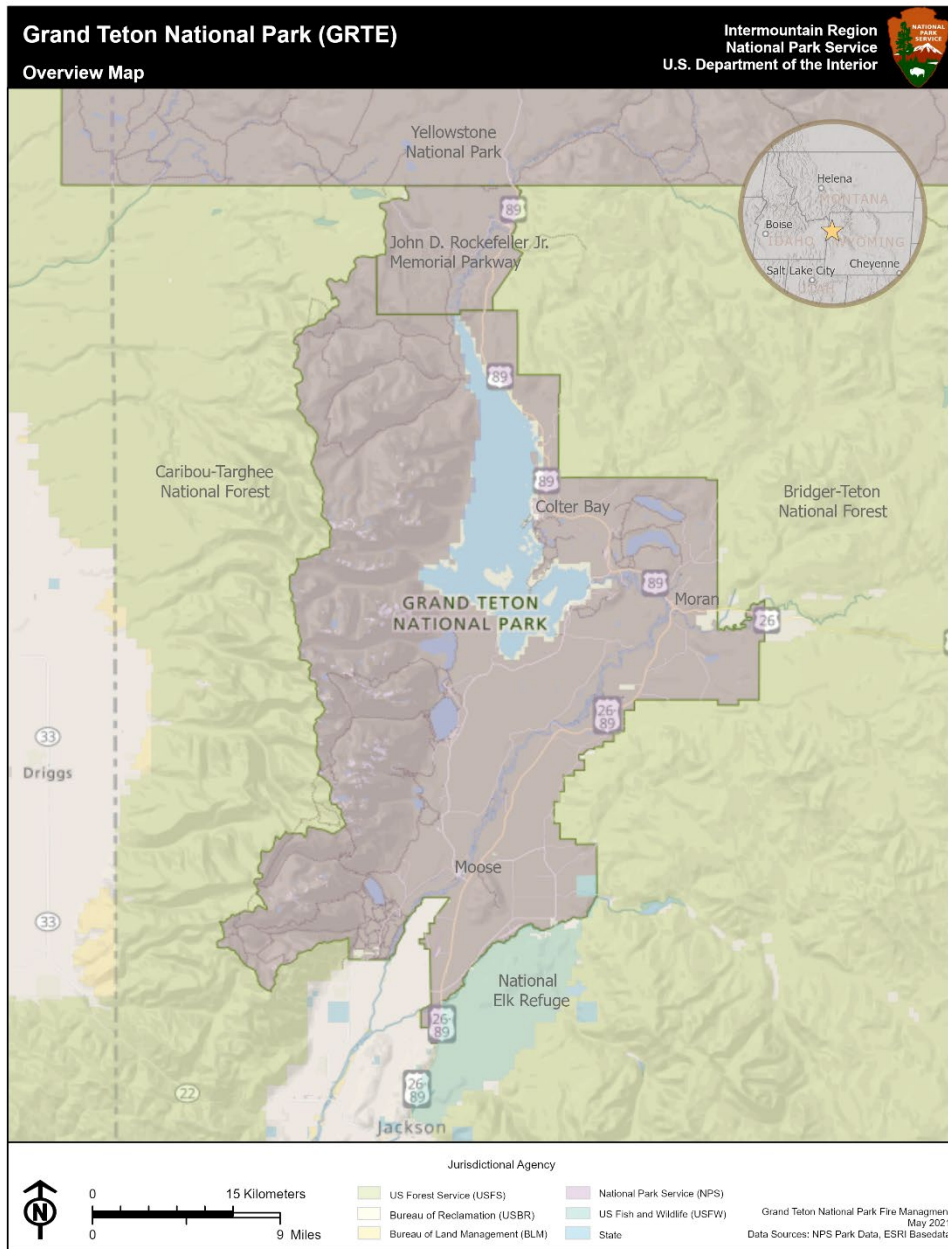 Grand Teton National Park (GRTE)
Overview Map
Intermountain Region
National Park Service
U.S. Department of the Interior
NATIONAL
PARK
SERVICE
Yellowstone
National Park
89
John D. Rockefeller Jr.
Memorial Parkway
Helena
MONTANA
Boise
IDAHO
WYOMING
Salt Lake City
Cheyenne
UTAH
89
Caribou-Targhee
National Forest
89
Colter Bay
Bridger-Teton
National Forest
89
Moran
26
GRAND TETON
NATIONAL PARK
26-
89
33
Driggs
Moose
33
National
Elk Refuge
26-
89
26-
89
22
Jackson
Jurisdictional Agency
N
0
15 Kilometers
0
9 Miles
US Forest Service (USFS)
Bureau of Reclamation (USBR)
Bureau of Land Management (BLM)
National Park Service (NPS)
US Fish and Wildlife (USFW)
State
Grand Teton National Park Fire Managmen
May 202
Data Sources: NPS Park Data, ESRI Baseda